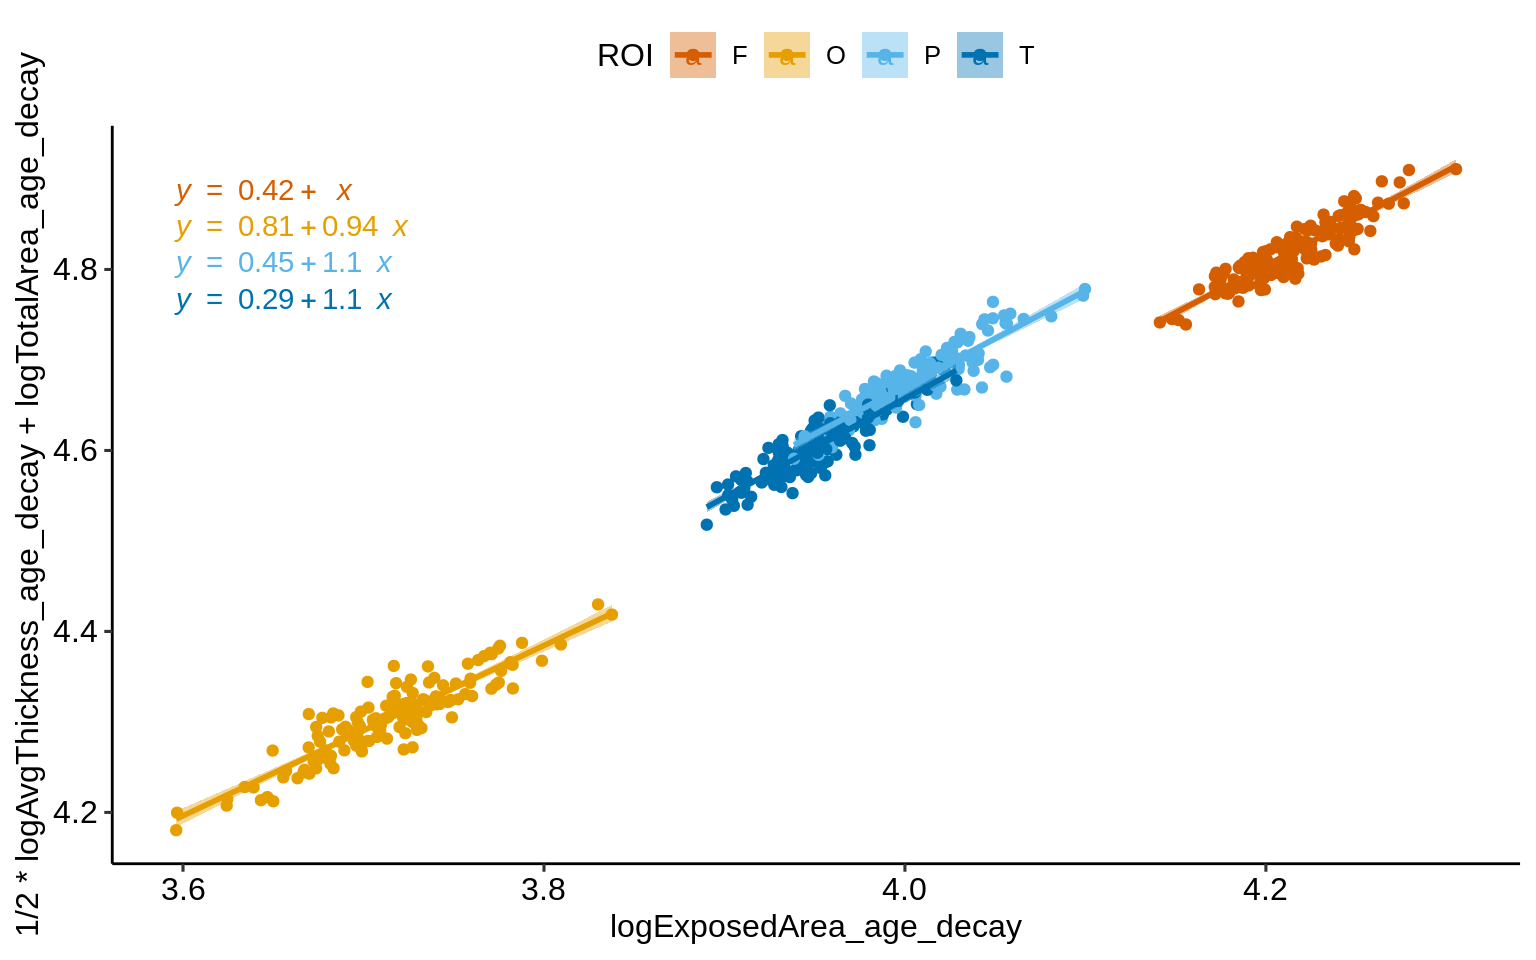 ROI a F a O a P a T
1/2 * logAvgThickness_age_decay + logTotalArea_age_decay
y = 0.42 + x
y = 0.81 + 0.94 x
y = 0.45 + 1.1 x
y = 0.29 + 1.1 x
4.8
4.6
4.4
4.2
3.6 3.8 4.0 4.2
logExposedArea_age_decay